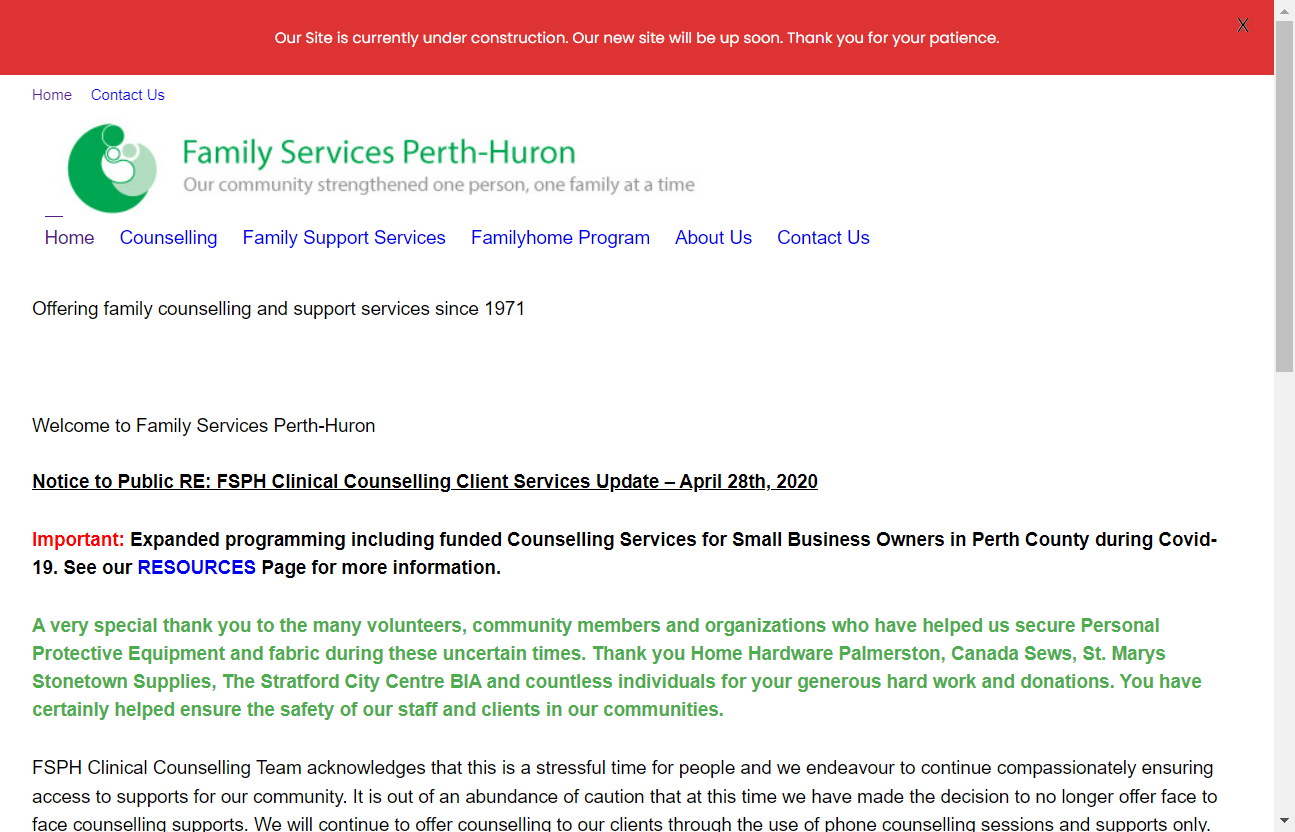 Our Site is currently under construction. Our new site will be up soon. Thank you for your patience.
X
Home Contact Us
Family Services Perth-Huron
Our community strengthened one person, one family at a time
Home Counselling Family Support Services Familyhome Program About Us Contact Us
Offering family counselling and support services since 1971
Welcome to Family Services Perth-Huron
Notice to Public RE: FSPH Clinical Counselling Client Services Update – April 28th, 2020
Important: Expanded programming including funded Counselling Services for Small Business Owners in Perth County during Covid-
19. See our RESOURCES Page for more information.
A very special thank you to the many volunteers, community members and organizations who have helped us secure Personal
Protective Equipment and fabric during these uncertain times. Thank you Home Hardware Palmerston, Canada Sews, St. Marys
Stonetown Supplies, The Stratford City Centre BIA and countless individuals for your generous hard work and donations. You have
certainly helped ensure the safety of our staff and clients in our communities.
FSPH Clinical Counselling Team acknowledges that this is a stressful time for people and we endeavour to continue compassionately ensuring
access to supports for our community. It is out of an abundance of caution that at this time we have made the decision to no longer offer face to
face counselling supports. We will continue to offer counselling to our clients through the use of phone counselling sessions and supports only.